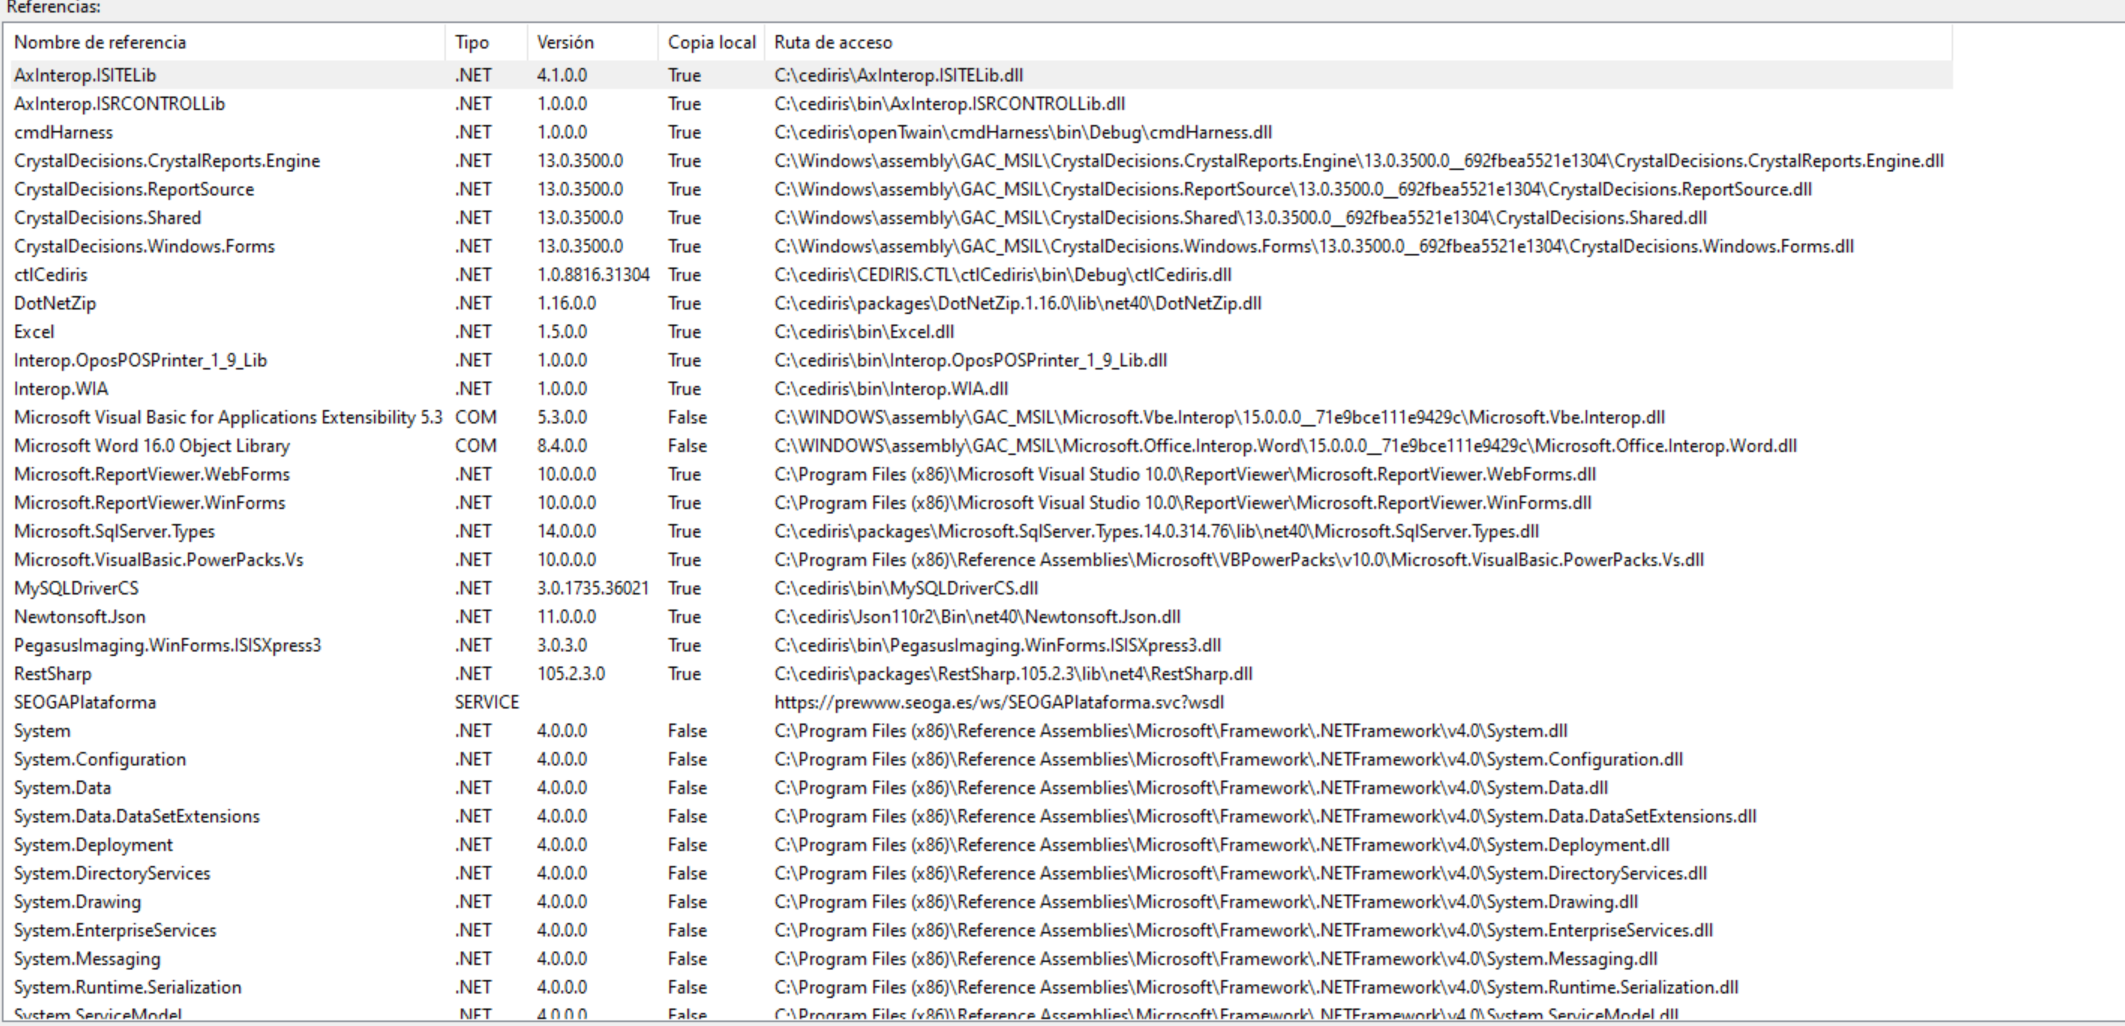 Referencias:
Nombre de referencia Tipo Versión Copia local Ruta de acceso
AxInterop.ISITELib .NET 4.1.0.0 True C:\cediris\AxInterop.ISITELib.dll
AxInterop.ISRCONTROLLib .NET 1.0.0.0 True C:\cediris\bin\AxInterop.ISRCONTROLLib.dll
cmdHarness .NET 1.0.0.0 True C:\cediris\openTwain\cmdHarness\bin\Debug\cmdHarness.dll
CrystalDecisions.CrystalReports.Engine .NET 13.0.3500.0 True C:\Windows\assembly\GAC_MSIL\CrystalDecisions.CrystalReports.Engine\13.0.3500.0__692fbea5521e1304\CrystalDecisions.CrystalReports.Engine.dll
CrystalDecisions.ReportSource .NET 13.0.3500.0 True C:\Windows\assembly\GAC_MSIL\CrystalDecisions.ReportSource\13.0.3500.0__692fbea5521e1304\CrystalDecisions.ReportSource.dll
CrystalDecisions.Shared .NET 13.0.3500.0 True C:\Windows\assembly\GAC_MSIL\CrystalDecisions.Shared\13.0.3500.0__692fbea5521e1304\CrystalDecisions.Shared.dll
CrystalDecisions.Windows.Forms .NET 13.0.3500.0 True C:\Windows\assembly\GAC_MSIL\CrystalDecisions.Windows.Forms\13.0.3500.0__692fbea5521e1304\CrystalDecisions.Windows.Forms.dll
ctlCediris .NET 1.0.8816.31304 True C:\cediris\CEDIRIS.CTL\ctlCediris\bin\Debug\ctlCediris.dll
DotNetZip .NET 1.16.0.0 True C:\cediris\packages\DotNetZip.1.16.0\lib\net40\DotNetZip.dll
Excel .NET 1.5.0.0 True C:\cediris\bin\Excel.dll
Interop.OposPOSPrinter_1_9_Lib .NET 1.0.0.0 True C:\cediris\bin\Interop.OposPOSPrinter_1_9_Lib.dll
Interop.WIA .NET 1.0.0.0 True C:\cediris\bin\Interop.WIA.dll
Microsoft Visual Basic for Applications Extensibility 5.3 COM 5.3.0.0 False C:\WINDOWS\assembly\GAC_MSIL\Microsoft.Vbe.Interop\15.0.0.0__71e9bce111e9429c\Microsoft.Vbe.Interop.dll
Microsoft Word 16.0 Object Library COM 8.4.0.0 False C:\WINDOWS\assembly\GAC_MSIL\Microsoft.Office.Interop.Word\15.0.0.0__71e9bce111e9429c\Microsoft.Office.Interop.Word.dll
Microsoft.ReportViewer.WebForms .NET 10.0.0.0 True C:\Program Files (x86)\Microsoft Visual Studio 10.0\ReportViewer\Microsoft.ReportViewer.WebForms.dll
Microsoft.ReportViewer.WinForms .NET 10.0.0.0 True C:\Program Files (x86)\Microsoft Visual Studio 10.0\ReportViewer\Microsoft.ReportViewer.WinForms.dll
Microsoft.SqlServer.Types .NET 14.0.0.0 True C:\cediris\packages\Microsoft.SqlServer.Types.14.0.314.76\lib\net40\Microsoft.SqlServer.Types.dll
Microsoft.VisualBasic.PowerPacks.Vs .NET 10.0.0.0 True C:\Program Files (x86)\Reference Assemblies\Microsoft\VBPowerPacks\v10.0\Microsoft.VisualBasic.PowerPacks.Vs.dll
MySQLDriverCS .NET 3.0.1735.36021 True C:\cediris\bin\MySQLDriverCS.dll
Newtonsoft.Json .NET 11.0.0.0 True C:\cediris\Json110r2\Bin\net40\Newtonsoft.Json.dll
PegasusImaging.WinForms.ISISXpress3 .NET 3.0.3.0 True C:\cediris\bin\PegasusImaging.WinForms.ISISXpress3.dll
RestSharp .NET 105.2.3.0 True C:\cediris\packages\RestSharp.105.2.3\lib\net4\RestSharp.dll
SEOGAPlataforma SERVICE https://prewww.seoga.es/ws/SEOGAPlataforma.svc?wsdl
System .NET 4.0.0.0 False C:\Program Files (x86)\Reference Assemblies\Microsoft\Framework\.NETFramework\v4.0\System.dll
System.Configuration .NET 4.0.0.0 False C:\Program Files (x86)\Reference Assemblies\Microsoft\Framework\.NETFramework\v4.0\System.Configuration.dll
System.Data .NET 4.0.0.0 False C:\Program Files (x86)\Reference Assemblies\Microsoft\Framework\.NETFramework\v4.0\System.Data.dll
System.Data.DataSetExtensions .NET 4.0.0.0 False C:\Program Files (x86)\Reference Assemblies\Microsoft\Framework\.NETFramework\v4.0\System.Data.DataSetExtensions.dll
System.Deployment .NET 4.0.0.0 False C:\Program Files (x86)\Reference Assemblies\Microsoft\Framework\.NETFramework\v4.0\System.Deployment.dll
System.DirectoryServices .NET 4.0.0.0 False C:\Program Files (x86)\Reference Assemblies\Microsoft\Framework\.NETFramework\v4.0\System.DirectoryServices.dll
System.Drawing .NET 4.0.0.0 False C:\Program Files (x86)\Reference Assemblies\Microsoft\Framework\.NETFramework\v4.0\System.Drawing.dll
System.EnterpriseServices .NET 4.0.0.0 False C:\Program Files (x86)\Reference Assemblies\Microsoft\Framework\.NETFramework\v4.0\System.EnterpriseServices.dll
System.Messaging .NET 4.0.0.0 False C:\Program Files (x86)\Reference Assemblies\Microsoft\Framework\.NETFramework\v4.0\System.Messaging.dll
System.Runtime.Serialization .NET 4.0.0.0 False C:\Program Files (x86)\Reference Assemblies\Microsoft\Framework\.NETFramework\v4.0\System.Runtime.Serialization.dll
System.ServiceModel .NET 4.0.0.0 False C:\Program Files (x86)\Reference Assemblies\Microsoft\Framework\.NETFramework\v4.0\System.ServiceModel.dll